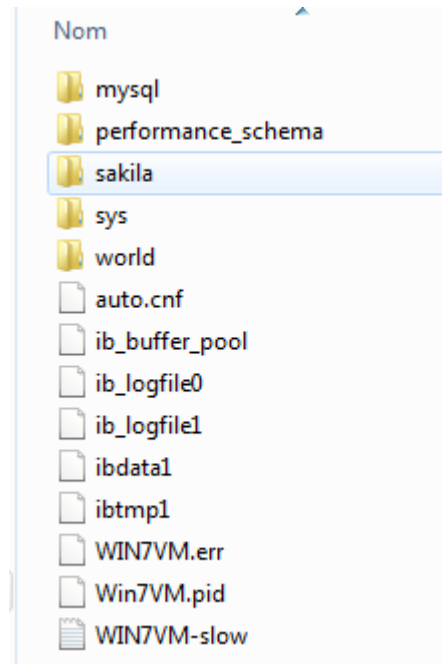 Nom
mysql
performance_schema
sakila
sys
world
auto.cnf
ib_buffer_pool
ib_logfile0
ib_logfile1
ibdata1
ibtmp1
WIN7VM.err
Win7VM.pid
WIN7VM-slow